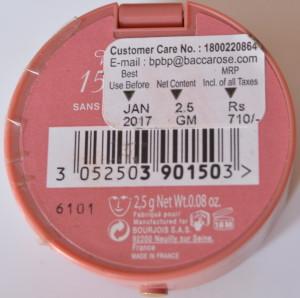 Customer Care No. : 1800220864
E-mail : bpbp@baccarose.com
Best Use Before
Net Content
MRP Incl. of all Taxes
JAN 2017
2.5 GM
Rs 710/-
15
SANS
3 052503 901503 >
6101
2,5 g Net Wt. 0.08 oz.
Fabriqué pour /
Manufactured for
BOURJOIS S.A.S.
92200 Neuilly sur Seine,
France
MADE IN FRANCE
18 M